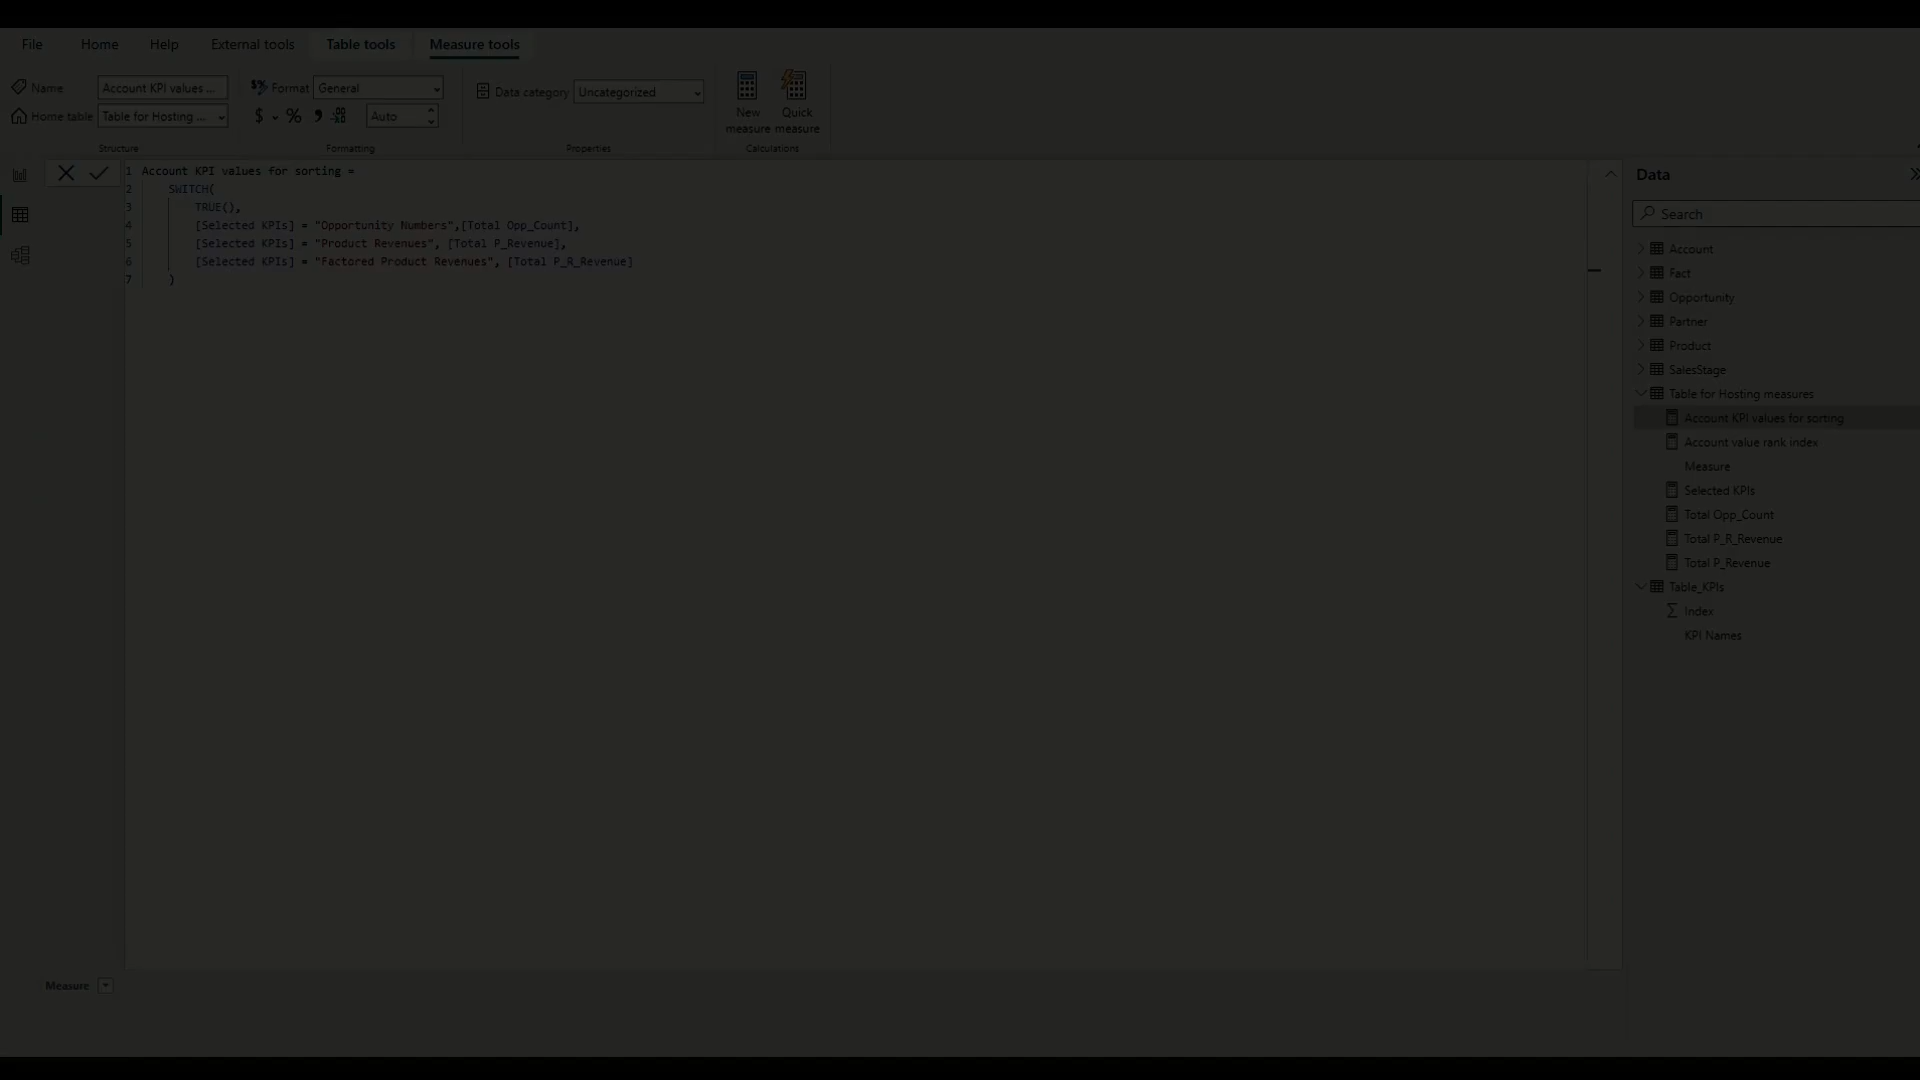 File Home Help External tools Table tools Measure tools
Name Account KPI values ... Format General Data category Uncategorized New measure Quick measure
Home table Table for Hosting ... $ % Auto
Structure Formatting Properties Calculations
1 Account KPI values for sorting =
2 SWITCH(
3 TRUE(),
4 [Selected KPIs] = "Opportunity Numbers",[Total Opp_Count],
5 [Selected KPIs] = "Product Revenues", [Total P_Revenue],
6 [Selected KPIs] = "Factored Product Revenues", [Total P_R_Revenue]
7 )
Data
Search
Account
Fact
Opportunity
Partner
Product
SalesStage
Table for Hosting measures
Account KPI values for sorting
Account value rank index
Measure
Selected KPIs
Total Opp_Count
Total P_R_Revenue
Total P_Revenue
Table_KPIs
Index
KPI Names
Measure